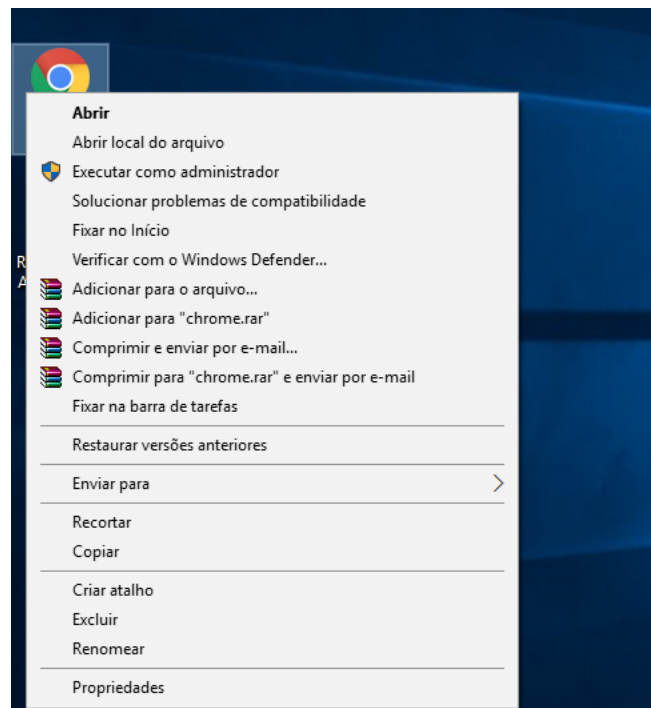 Abrir
Abrir local do arquivo
Executar como administrador
Solucionar problemas de compatibilidade
Fixar no Início
Verificar com o Windows Defender...
R
A
Adicionar para o arquivo...
Adicionar para "chrome.rar"
Comprimir e enviar por e-mail...
Comprimir para "chrome.rar" e enviar por e-mail
Fixar na barra de tarefas
Restaurar versões anteriores
Enviar para
Recortar
Copiar
Criar atalho
Excluir
Renomear
Propriedades